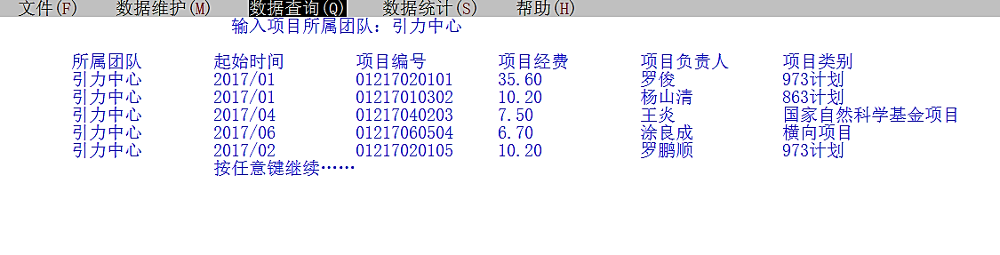 文件(F) 数据维护(M) 数据查询(Q) 数据统计(S) 帮助(H)
输入项目所属团队：引力中心
所属团队 起始时间 项目编号 项目经费 项目负责人 项目类别
引力中心 2017/01 01217020101 35.60 罗俊 973计划
引力中心 2017/01 01217010302 10.20 杨山清 863计划
引力中心 2017/04 01217040203 7.50 王炎 国家自然科学基金项目
引力中心 2017/06 01217060504 6.70 涂良成 横向项目
引力中心 2017/02 01217020105 10.20 罗鹏顺 973计划
按任意键继续……